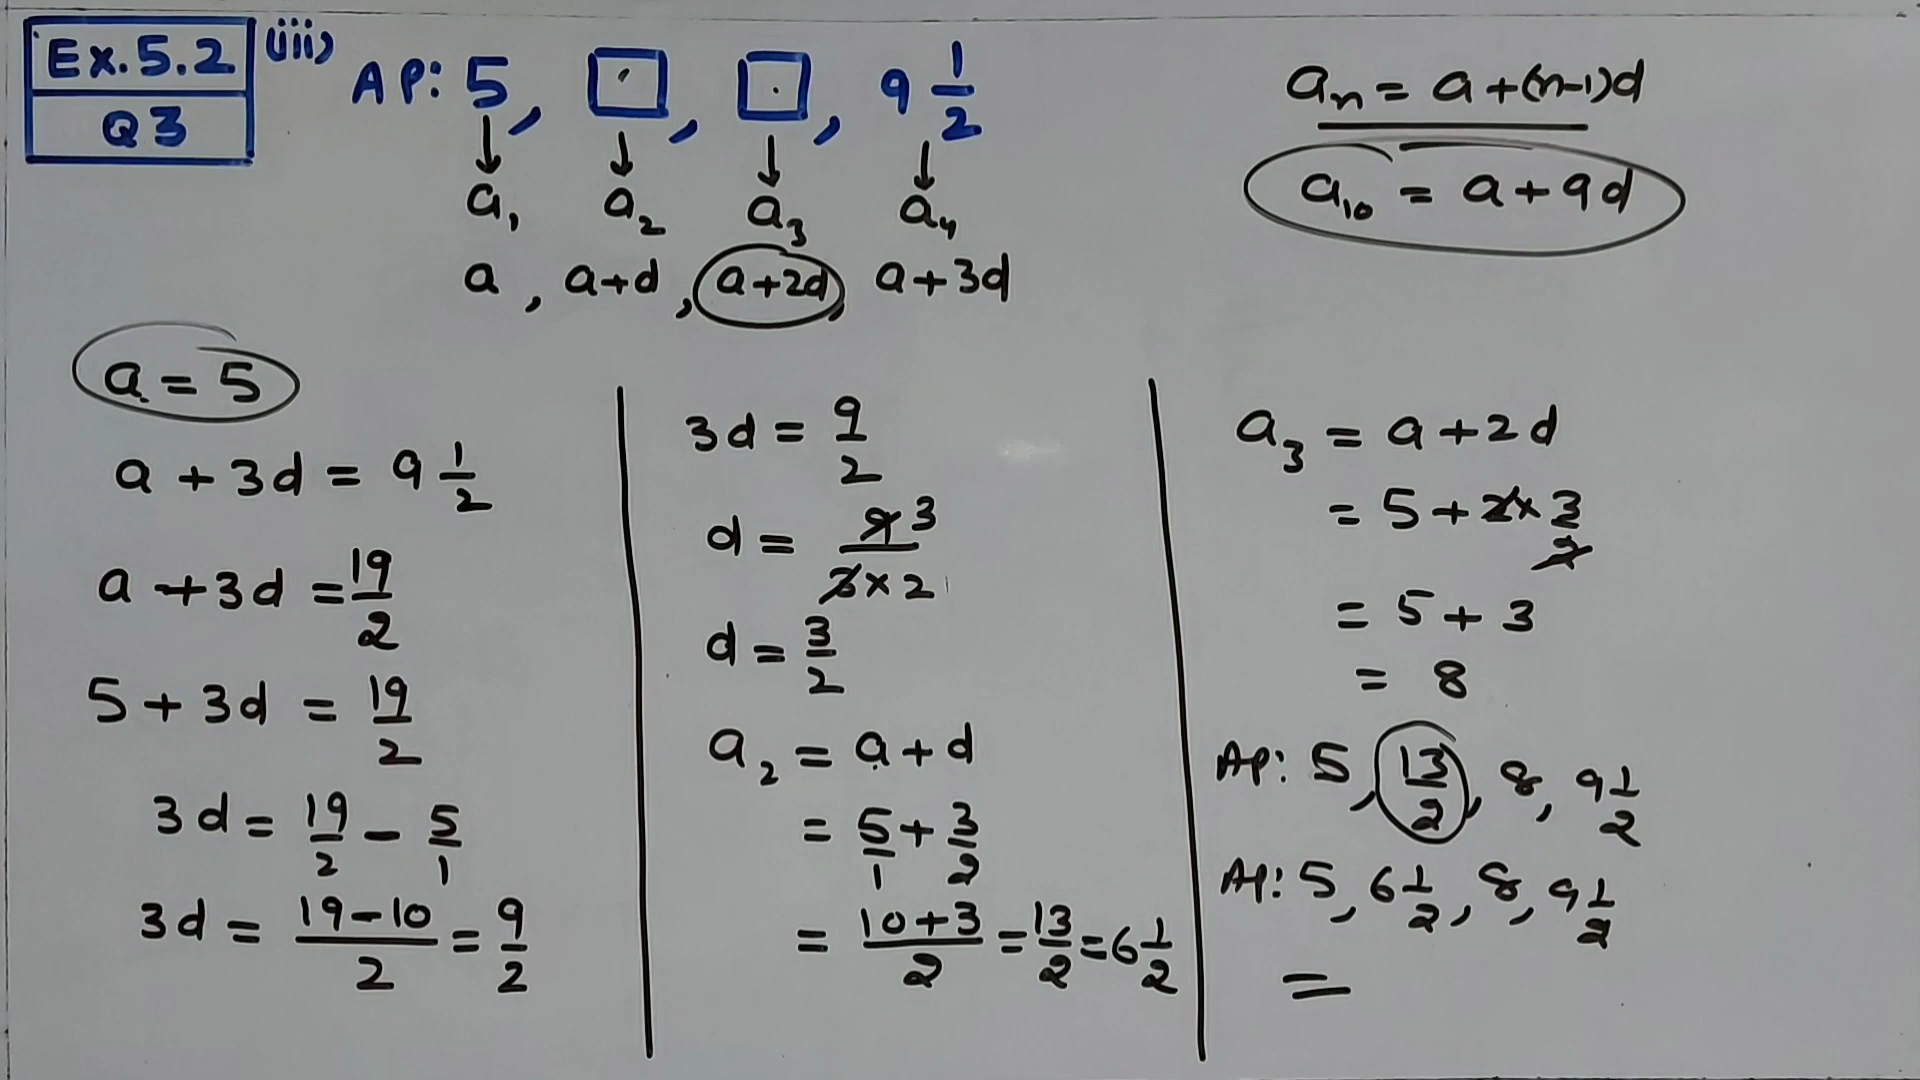 Ex. 5.2 (iii)
Q3
AP: 5, □, □, 9 1/2
↓ ↓ ↓ ↓
a₁ a₂ a₃ a₄
a, a+d, a+2d, a+3d
aₙ = a+(n-1)d
a₁₀ = a+9d
a = 5
a + 3d = 9 1/2
a + 3d = 19/2
5 + 3d = 19/2
3d = 19/2 - 5/1
3d = (19-10)/2 = 9/2
3d = 9/2
d = 9 3/(3×2)
d = 3/2
a₂ = a+d
= 5/1 + 3/2
= (10+3)/2 = 13/2 = 6 1/2
a₃ = a+2d
= 5+2×3/2
= 5+3
= 8
AP: 5, 13/2, 8, 9 1/2
AP: 5, 6 1/2, 8, 9 1/2
=